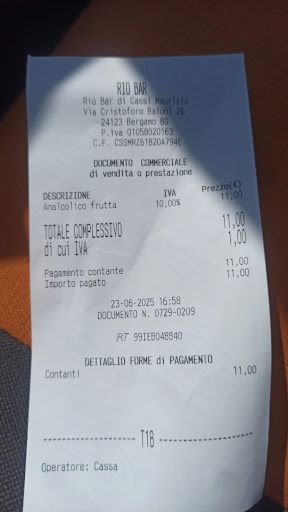 RIO BAR
Rio Bar di Cassi Maurizio
Via Cristoforo Baioni 26
24123 Bergamo BG
P.iva 01058020163
C.F. CSSMRZ61B20A794E
DOCUMENTO COMMERCIALE
di vendita o prestazione
DESCRIZIONE IVA Prezzo(€)
Analcolico frutta 10,00% 11,00
TOTALE COMPLESSIVO 11,00
di cui IVA 1,00
Pagamento contante 11,00
Importo pagato 11,00
23-06-2025 16:58
DOCUMENTO N. 0729-0209
RT 99IEB048840
DETTAGLIO FORME di PAGAMENTO
Contanti 11,00
T18
Operatore: Cassa